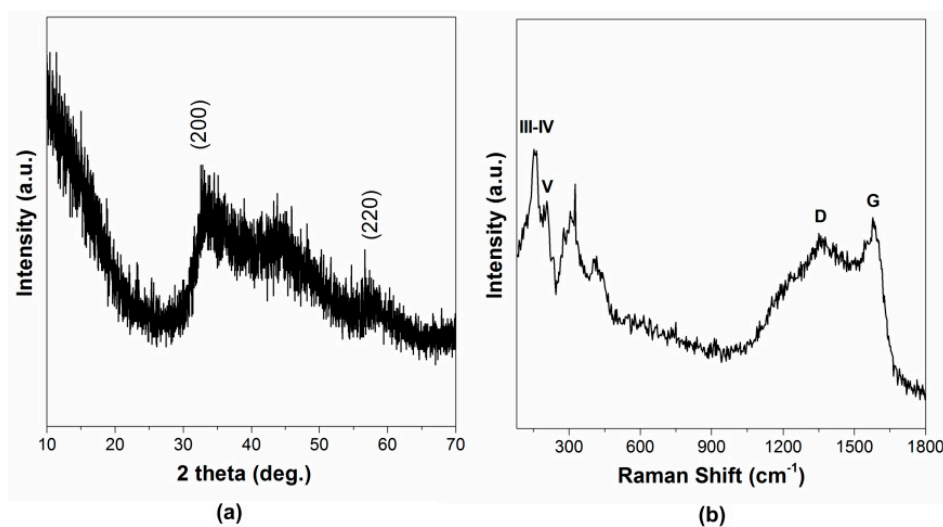 (200)
(220)
Intensity (a.u.)
10 20 30 40 50 60 70
2 theta (deg.)
(a)
III-IV
V
D
G
Intensity (a.u.)
300 600 900 1200 1500 1800
Raman Shift (cm⁻¹)
(b)